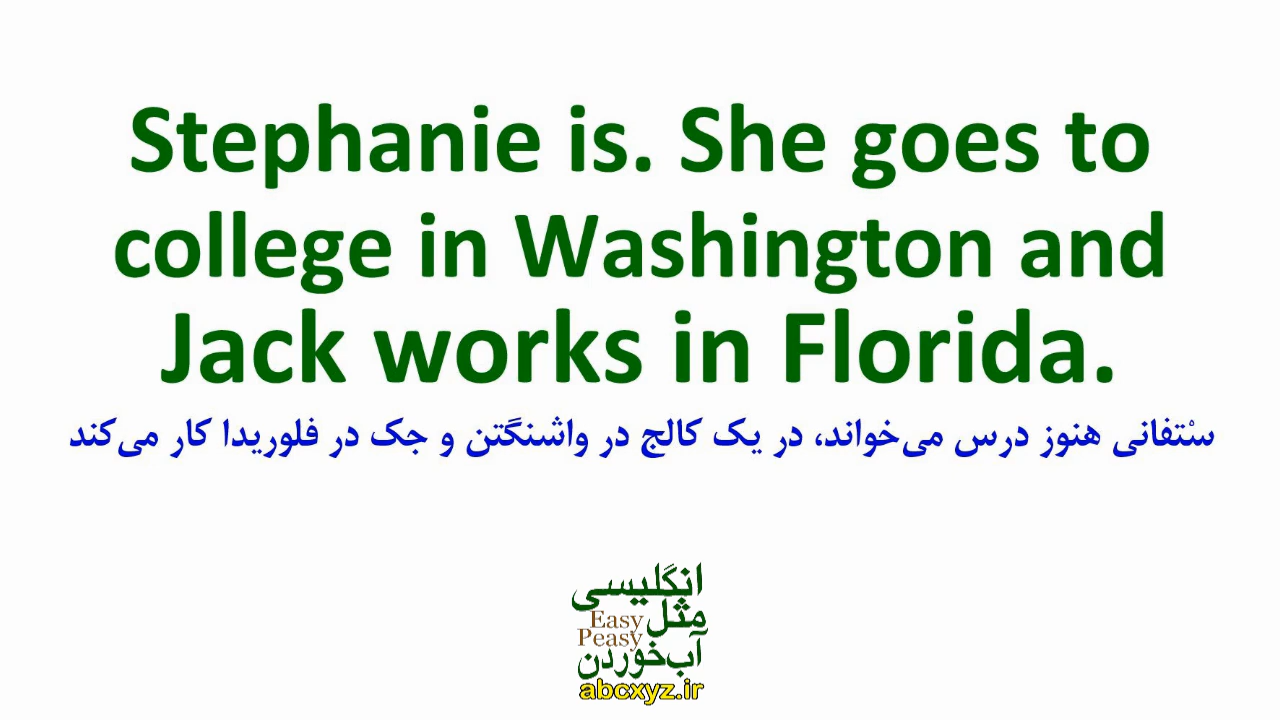 Stephanie is. She goes to
college in Washington and
Jack works in Florida.
سْتفانی هنوز درس می‌خواند، در یک کالج در واشنگتن و جک در فلوریدا کار می‌کند
انگلیسی
مثل
Easy
Peasy
آب‌خوردن
abcxyz.ir